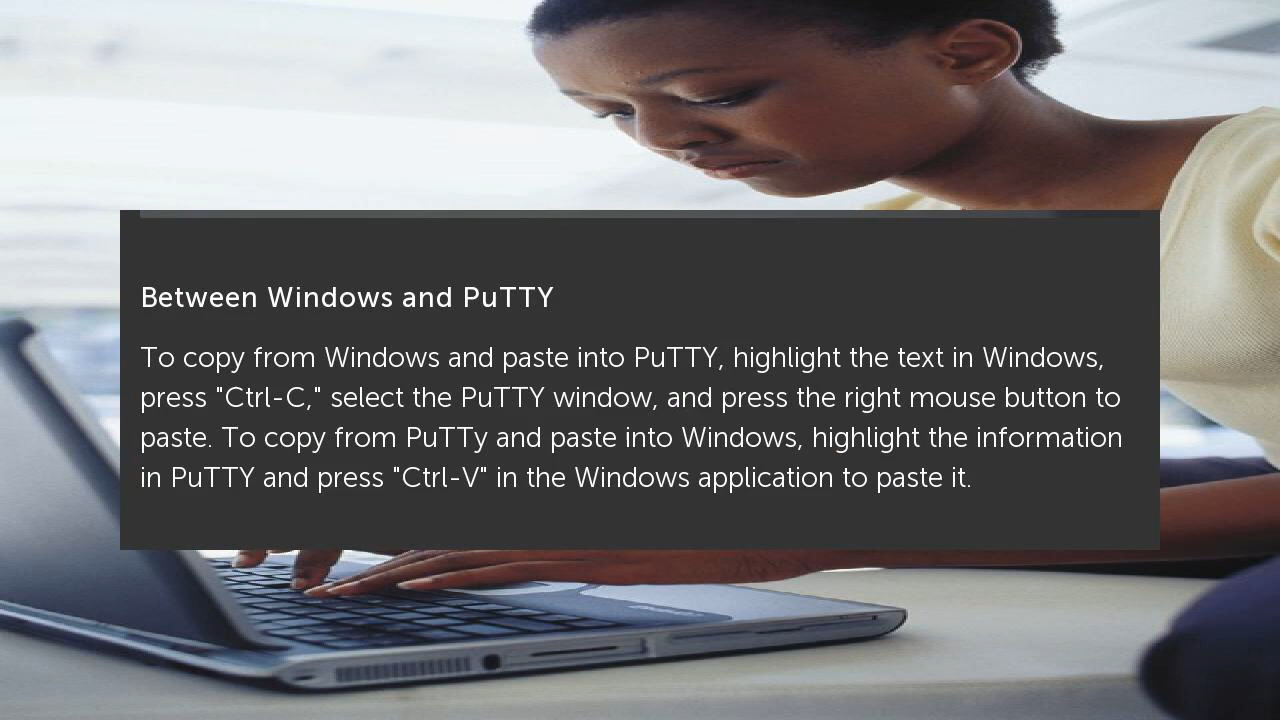 Between Windows and PuTTY
To copy from Windows and paste into PuTTY, highlight the text in Windows,
press "Ctrl-C," select the PuTTY window, and press the right mouse button to
paste. To copy from PuTTy and paste into Windows, highlight the information
in PuTTY and press "Ctrl-V" in the Windows application to paste it.